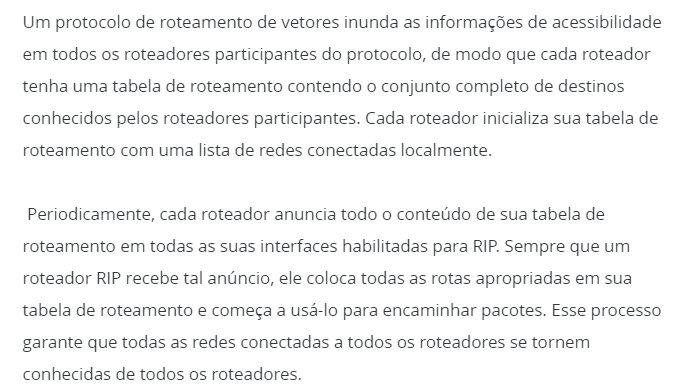 Um protocolo de roteamento de vetores inunda as informações de acessibilidade
em todos os roteadores participantes do protocolo, de modo que cada roteador
tenha uma tabela de roteamento contendo o conjunto completo de destinos
conhecidos pelos roteadores participantes. Cada roteador inicializa sua tabela de
roteamento com uma lista de redes conectadas localmente.
Periodicamente, cada roteador anuncia todo o conteúdo de sua tabela de
roteamento em todas as suas interfaces habilitadas para RIP. Sempre que um
roteador RIP recebe tal anúncio, ele coloca todas as rotas apropriadas em sua
tabela de roteamento e começa a usá-lo para encaminhar pacotes. Esse processo
garante que todas as redes conectadas a todos os roteadores se tornem
conhecidas de todos os roteadores.